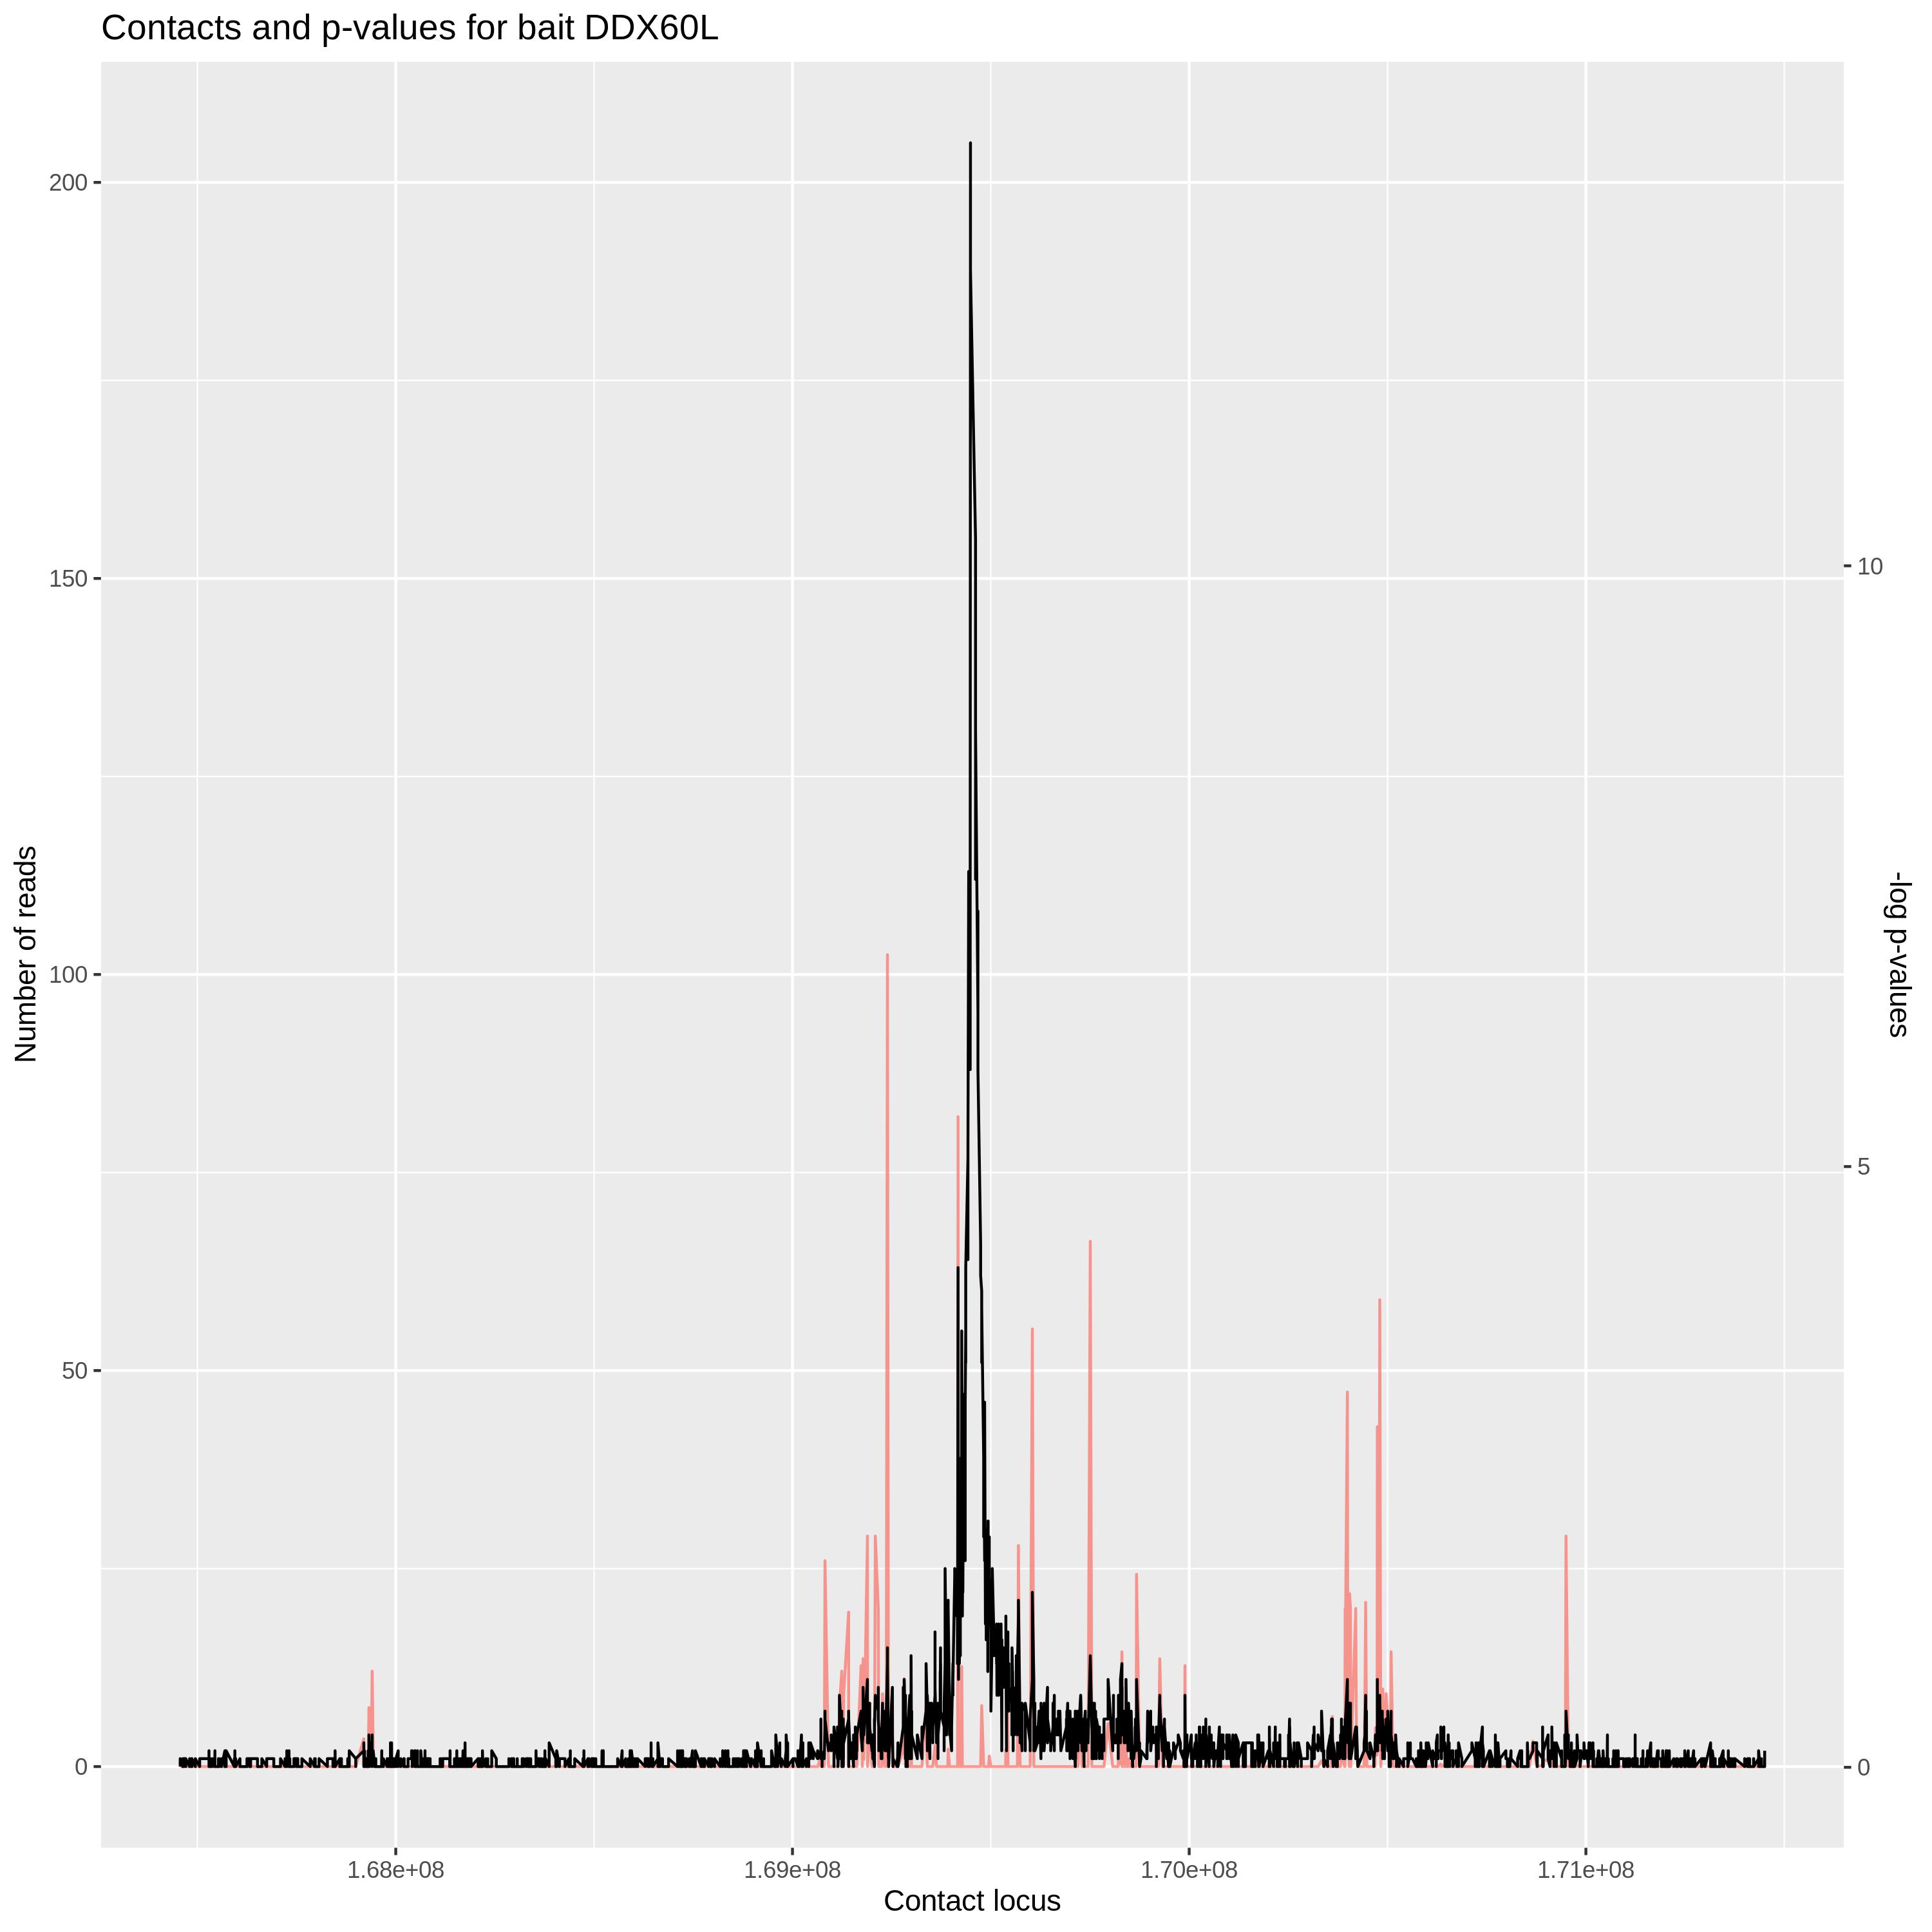 Contacts and p-values for bait DDX60L
200
150
100
50
0
10
5
0
Number of reads
-log p-values
1.68e+08
1.69e+08
1.70e+08
1.71e+08
Contact locus